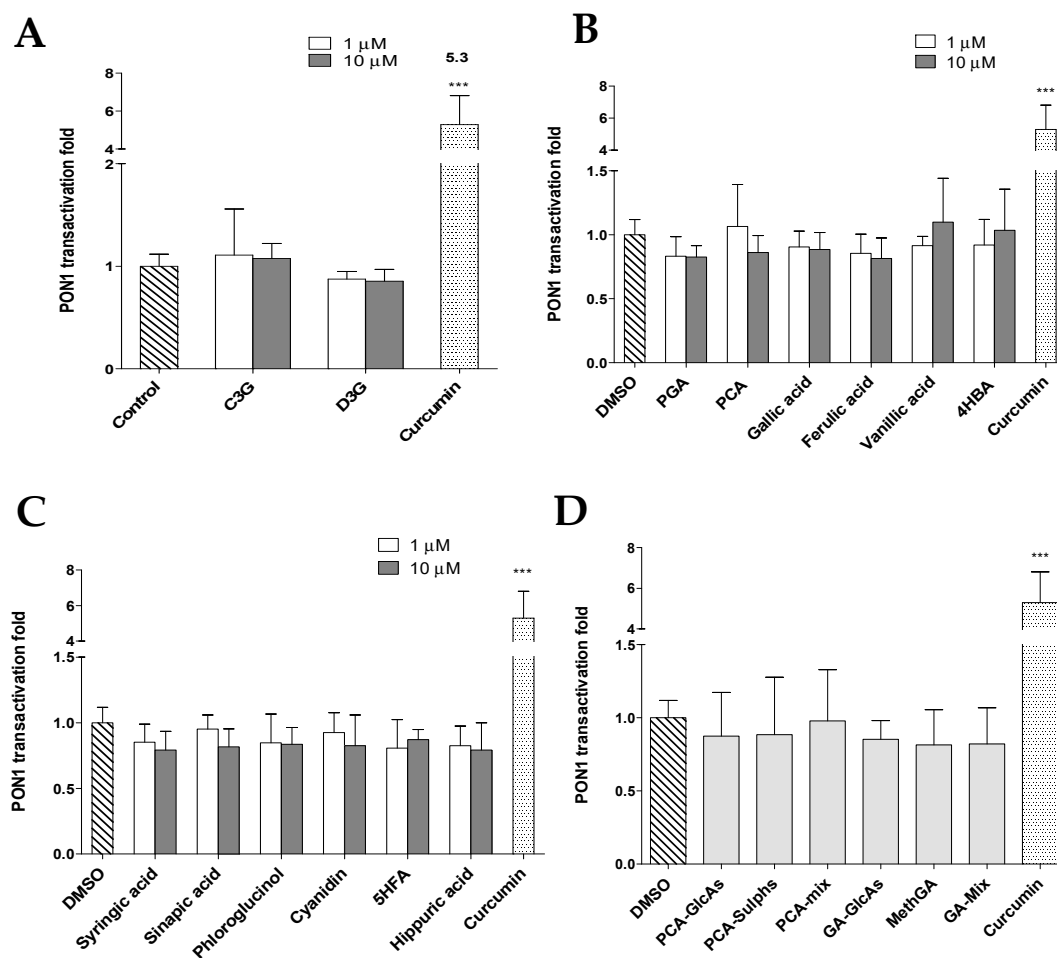 A
1 μM
10 μM
5.3
***
8
6
4
2
1
0
PON1 transactivation fold
Control
C3G
D3G
Curcumin
B
1 μM
10 μM
***
8
6
4
1.5
1.0
0.5
0.0
PON1 transactivation fold
DMSO
PGA
PCA
Gallic acid
Ferulic acid
Vanillic acid
4HBA
Curcumin
C
1 μM
10 μM
***
8
6
4
1.5
1.0
0.5
0.0
PON1 transactivation fold
DMSO
Syringic acid
Sinapic acid
Phloroglucinol
Cyanidin
5HFA
Hippuric acid
Curcumin
D
***
8
6
4
1.5
1.0
0.5
0.0
PON1 transactivation fold
DMSO
PCA-GlcAs
PCA-Sulphs
PCA-mix
GA-GlcAs
MethGA
GA-Mix
Curcumin